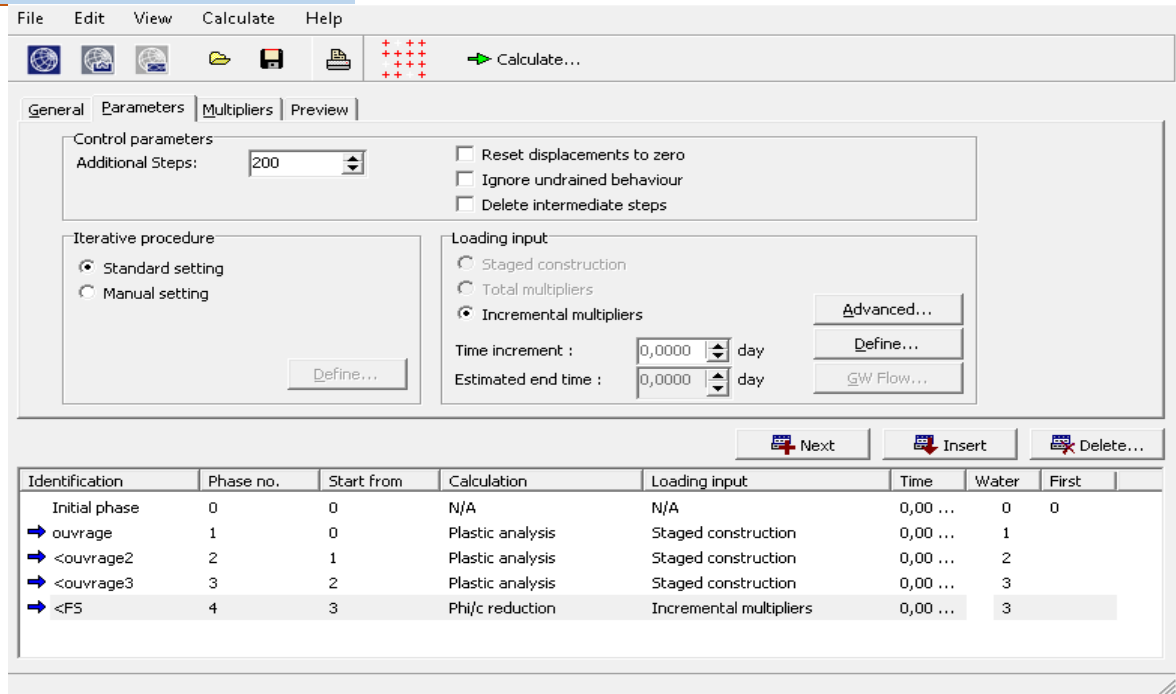 File Edit View Calculate Help
Calculate...
General Parameters Multipliers Preview
Control parameters
Additional Steps: 200
Reset displacements to zero
Ignore undrained behaviour
Delete intermediate steps
Iterative procedure
Standard setting
Manual setting
Define...
Loading input
Staged construction
Total multipliers
Incremental multipliers
Advanced...
Time increment : 0,0000 day
Define...
Estimated end time : 0,0000 day
GW Flow...
Next Insert Delete...
Identification Phase no. Start from Calculation Loading input Time Water First
Initial phase 0 0 N/A N/A 0,00 ... 0 0
ouvrage 1 0 Plastic analysis Staged construction 0,00 ... 1
<ouvrage2 2 1 Plastic analysis Staged construction 0,00 ... 2
<ouvrage3 3 2 Plastic analysis Staged construction 0,00 ... 3
<FS 4 3 Phi/c reduction Incremental multipliers 0,00 ... 3